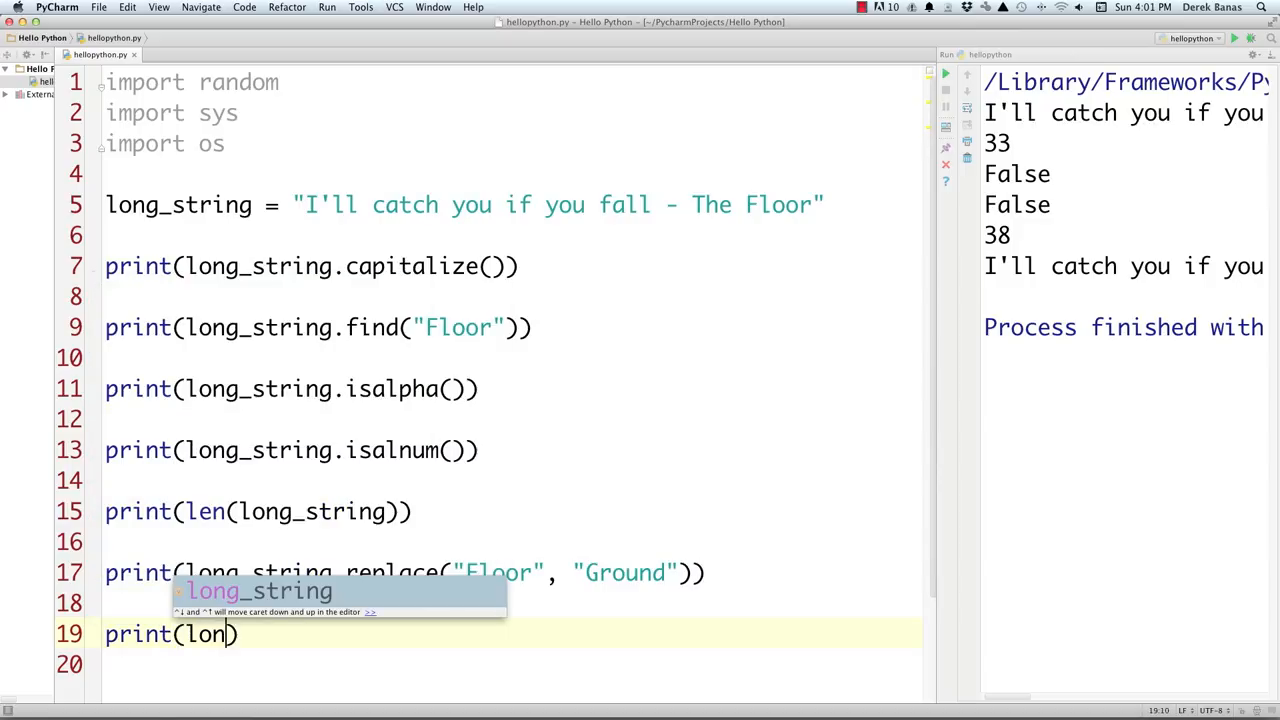 PyCharm File Edit View Navigate Code Refactor Run Tools VCS Window Help 10 Sun 4:01 PM Derek Banas
hellopython.py - Hello Python - [~/PycharmProjects/Hello Python]
Hello Python hellopython.py hellopython
hellopython.py Run hellopython
Hello P
hell
Extern
1 import random
2 import sys
3 import os
4
5 long_string = "I'll catch you if you fall - The Floor"
6
7 print(long_string.capitalize())
8
9 print(long_string.find("Floor"))
10
11 print(long_string.isalpha())
12
13 print(long_string.isalnum())
14
15 print(len(long_string))
16
17 print(long_string.replace("Floor", "Ground"))
long_string
18
^↓ and ^↑ will move caret down and up in the editor >>
19 print(lon)
20
/Library/Frameworks/Py
I'll catch you if you
33
False
False
38
I'll catch you if you
Process finished with
19:10 LF UTF-8